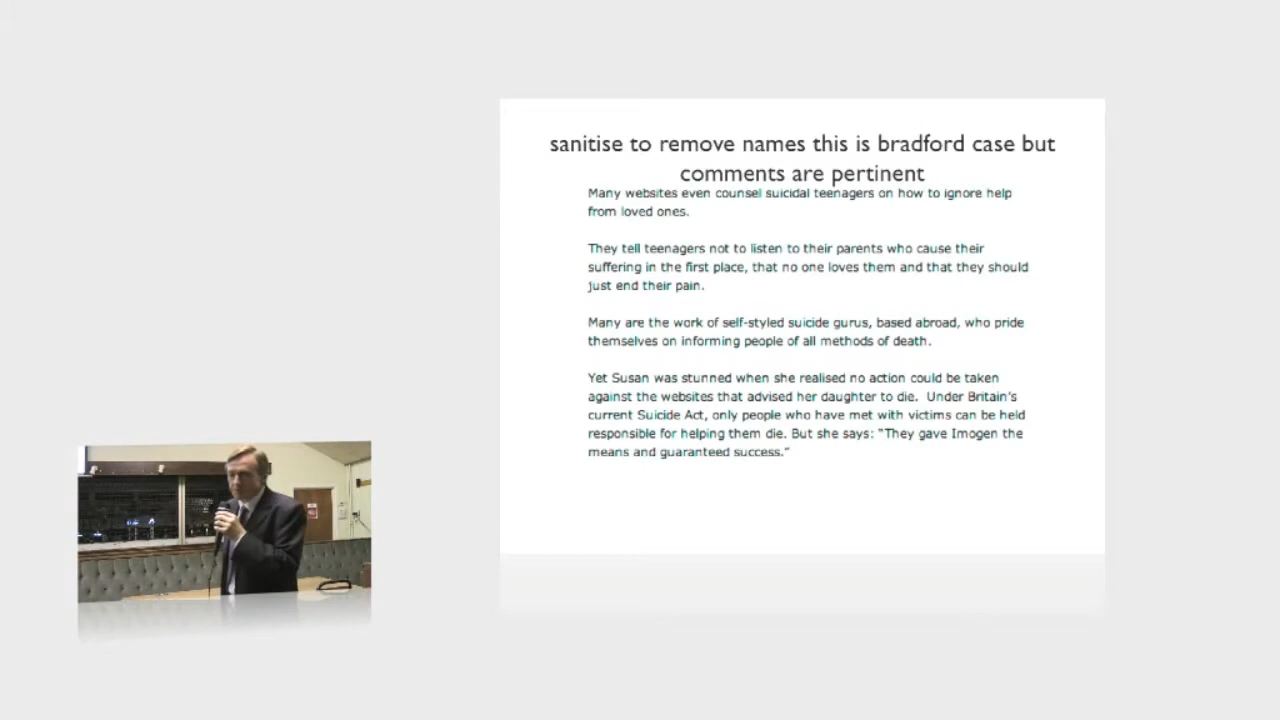 sanitise to remove names this is bradford case but
comments are pertinent
Many websites even counsel suicidal teenagers on how to ignore help
from loved ones.
They tell teenagers not to listen to their parents who cause their
suffering in the first place, that no one loves them and that they should
just end their pain.
Many are the work of self-styled suicide gurus, based abroad, who pride
themselves on informing people of all methods of death.
Yet Susan was stunned when she realised no action could be taken
against the websites that advised her daughter to die.  Under Britain's
current Suicide Act, only people who have met with victims can be held
responsible for helping them die. But she says: "They gave Imogen the
means and guaranteed success."